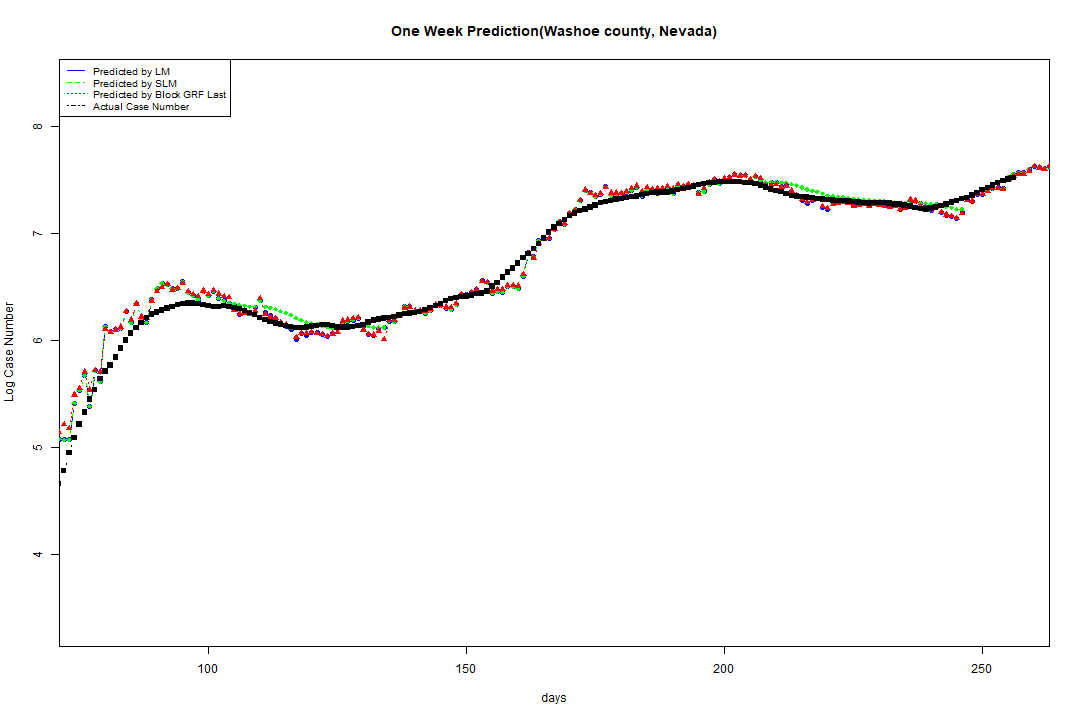 One Week Prediction(Washoe county, Nevada)
Predicted by LM
Predicted by SLM
Predicted by Block GRF Last
Actual Case Number
8
7
6
5
4
Log Case Number
100 150 200 250
days